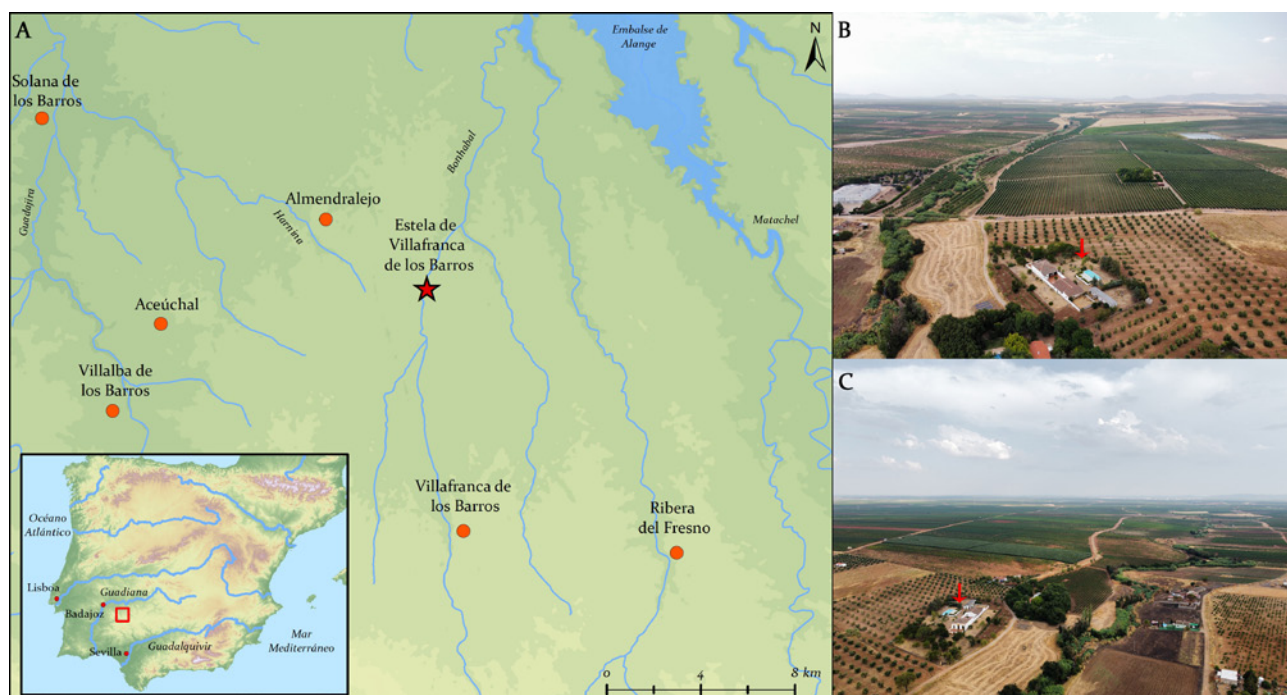 A
N
Embalse de
Alange
Solana de
los Barros
Bonhabal
Guadajira
Almendralejo
Harnina
Matachel
Estela de
Villafranca
de los Barros
Aceúchal
Villalba de
los Barros
Villafranca de
los Barros
Ribera
del Fresno
Océano
Atlántico
Lisboa
Guadiana
Badajoz
Mar
Mediterráneo
Guadalquivir
Sevilla
0 4 8 km
B
C